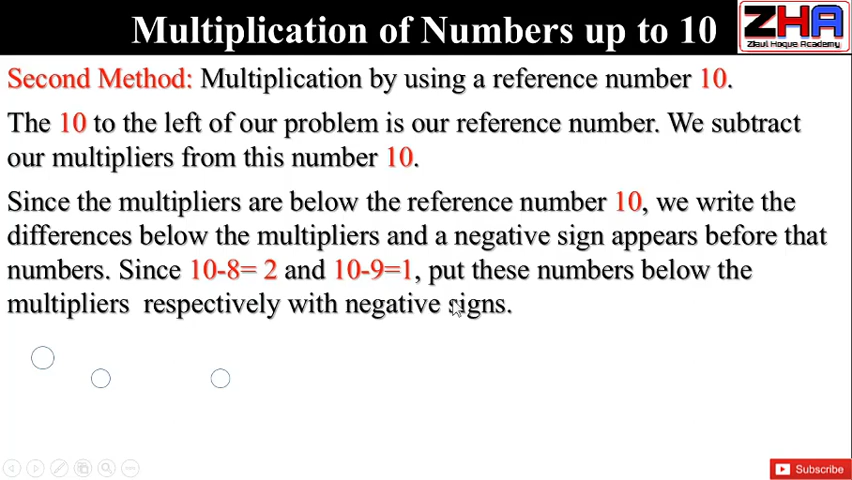 Multiplication of Numbers up to 10
ZHA
Ziaul Hoque Academy
Second Method: Multiplication by using a reference number 10.
The 10 to the left of our problem is our reference number. We subtract
our multipliers from this number 10.
Since the multipliers are below the reference number 10, we write the
differences below the multipliers and a negative sign appears before that
numbers. Since 10-8= 2 and 10-9=1, put these numbers below the
multipliers respectively with negative signs.
Subscribe